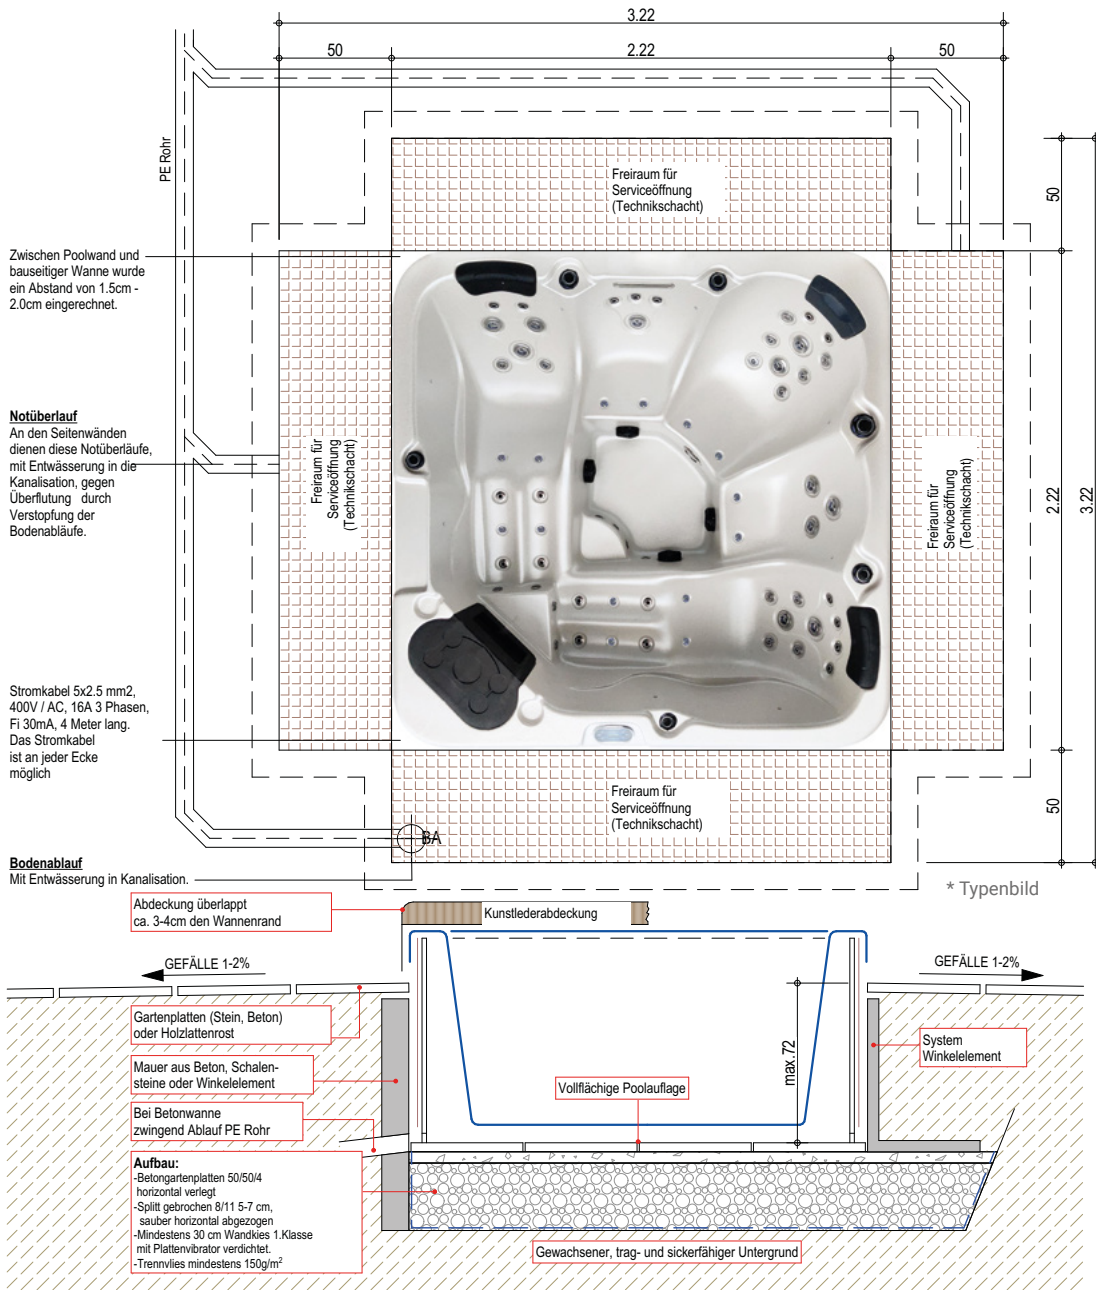 3.22
50
2.22
50
PE Rohr
Freiraum für
Serviceöffnung
(Technikschacht)
50
Zwischen Poolwand und
bauseitiger Wanne wurde
ein Abstand von 1.5cm -
2.0cm eingerechnet.
Notüberlauf
An den Seitenwänden
dienen diese Notüberläufe,
mit Entwässerung in die
Kanalisation, gegen
Überflutung durch
Verstopfung der
Bodenabläufe.
Freiraum für
Serviceöffnung
(Technikschacht)
Freiraum für
Serviceöffnung
(Technikschacht)
2.22
3.22
Stromkabel 5x2.5 mm2,
400V / AC, 16A 3 Phasen,
Fi 30mA, 4 Meter lang.
Das Stromkabel
ist an jeder Ecke
möglich
Freiraum für
Serviceöffnung
(Technikschacht)
50
BA
Bodenablauf
Mit Entwässerung in Kanalisation.
* Typenbild
Abdeckung überlappt
ca. 3-4cm den Wannenrand
Kunstlederabdeckung
GEFÄLLE 1-2%
GEFÄLLE 1-2%
Gartenplatten (Stein, Beton)
oder Holzlattenrost
System
Winkelelement
max.72
Mauer aus Beton, Schalen-
steine oder Winkelelement
Vollflächige Poolauflage
Bei Betonwanne
zwingend Ablauf PE Rohr
Aufbau:
-Betongartenplatten 50/50/4
horizontal verlegt
-Splitt gebrochen 8/11 5-7 cm,
sauber horizontal abgezogen
-Mindestens 30 cm Wandkies 1.Klasse
mit Plattenvibrator verdichtet.
-Trennvlies mindestens 150g/m²
Gewachsener, trag- und sickerfähiger Untergrund